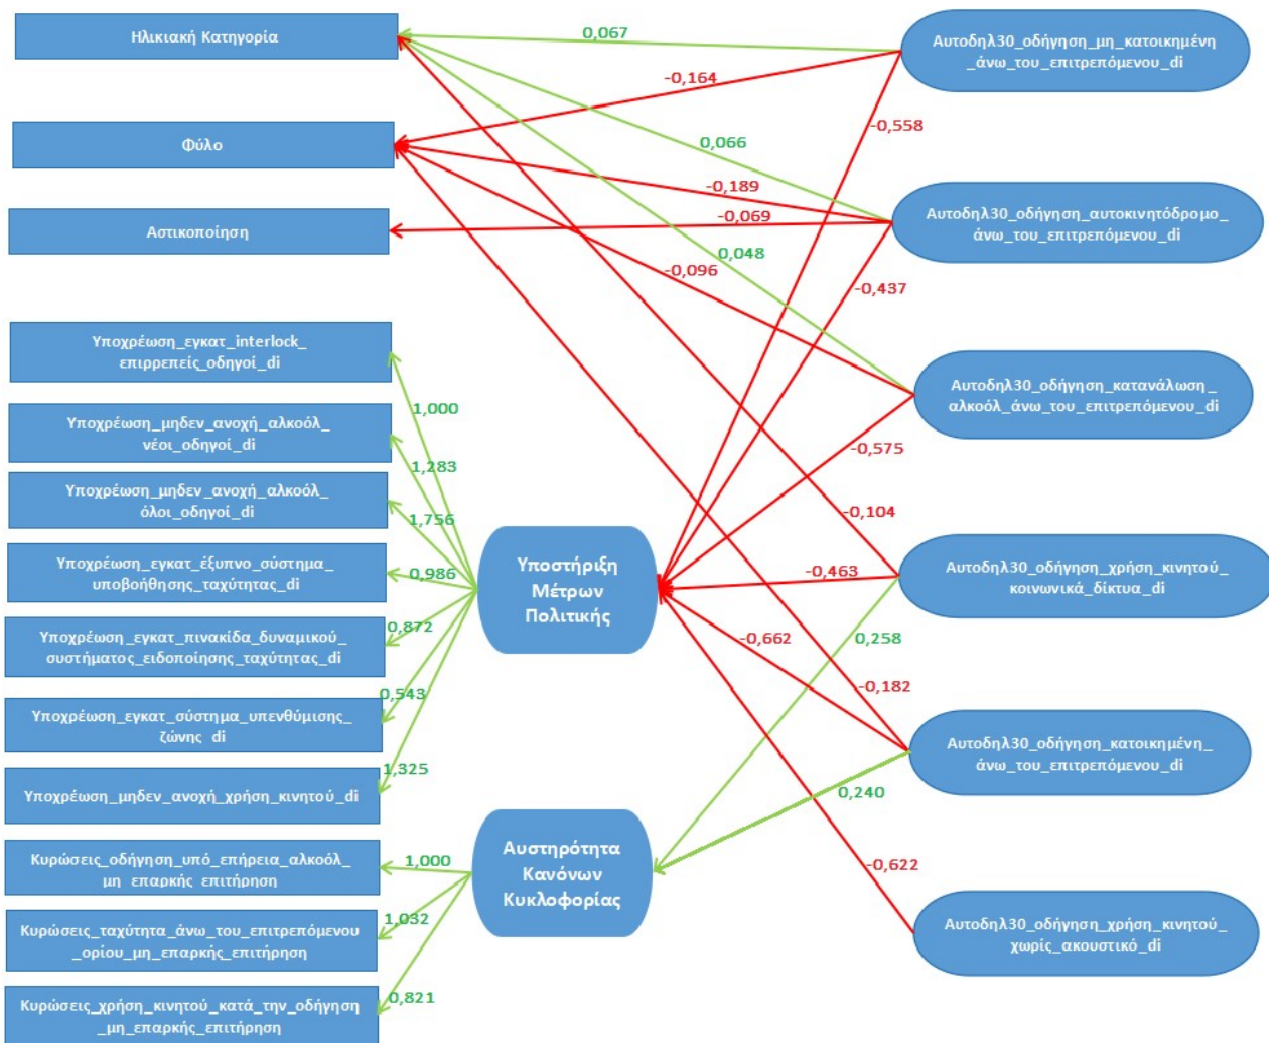 Ηλικιακή Κατηγορία
Φύλο
Αστικοποίηση
Υποχρέωση_εγκατ_interlock_
επιρρεπείς_οδηγοί_di
Υποχρέωση_μηδεν_ανοχή_αλκοόλ_
νέοι_οδηγοί_di
Υποχρέωση_μηδεν_ανοχή_αλκοόλ_
όλοι_οδηγοί_di
Υποχρέωση_εγκατ_έξυπνο_σύστημα_
υποβοήθησης_ταχύτητας_di
Υποχρέωση_εγκατ_πινακίδα_δυναμικού_
συστήματος_ειδοποίησης_ταχύτητας_di
Υποχρέωση_εγκατ_σύστημα_υπενθύμισης_
ζώνης_di
Υποχρέωση_μηδεν_ανοχή_χρήση_κινητού_di
Κυρώσεις_οδήγηση_υπό_επήρεια_αλκοόλ_
μη_επαρκής_επιτήρηση
Κυρώσεις_ταχύτητα_άνω_του_επιτρεπόμενου
_ορίου_μη_επαρκής_επιτήρηση
Κυρώσεις_χρήση_κινητού_κατά_την_οδήγηση
_μη_επαρκής_επιτήρηση
1,000
1,283
1,756
0,986
0,872
0,543
1,325
1,000
1,032
0,821
Υποστήριξη
Μέτρων
Πολιτικής
Αυστηρότητα
Κανόνων
Κυκλοφορίας
0,067
-0,164
-0,558
0,066
-0,189
-0,069
0,048
-0,096
-0,437
-0,575
-0,104
-0,463
0,258
-0,662
-0,182
0,240
-0,622
Αυτοδηλ30_οδήγηση_μη_κατοικημένη
_άνω_του_επιτρεπόμενου_di
Αυτοδηλ30_οδήγηση_αυτοκινητόδρομο_
άνω_του_επιτρεπόμενου_di
Αυτοδηλ30_οδήγηση_κατανάλωση_
αλκοόλ_άνω_του_επιτρεπόμενου_di
Αυτοδηλ30_οδήγηση_χρήση_κινητού_
κοινωνικά_δίκτυα_di
Αυτοδηλ30_οδήγηση_κατοικημένη_
άνω_του_επιτρεπόμενου_di
Αυτοδηλ30_οδήγηση_χρήση_κινητού_
χωρίς_ακουστικό_di